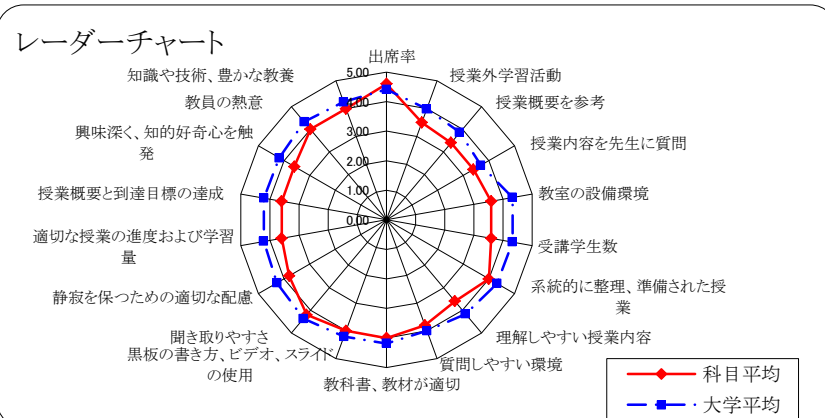 レーダーチャート
出席率
授業外学習活動
授業概要を参考
授業内容を先生に質問
教室の設備環境
受講学生数
系統的に整理、準備された授
業
理解しやすい授業内容
質問しやすい環境
教科書、教材が適切
黒板の書き方、ビデオ、スライド
の使用
聞き取りやすさ
静寂を保つための適切な配慮
適切な授業の進度および学習
量
授業概要と到達目標の達成
興味深く、知的好奇心を触
発
教員の熱意
知識や技術、豊かな教養
5.00
4.00
3.00
2.00
1.00
0.00
科目平均
大学平均